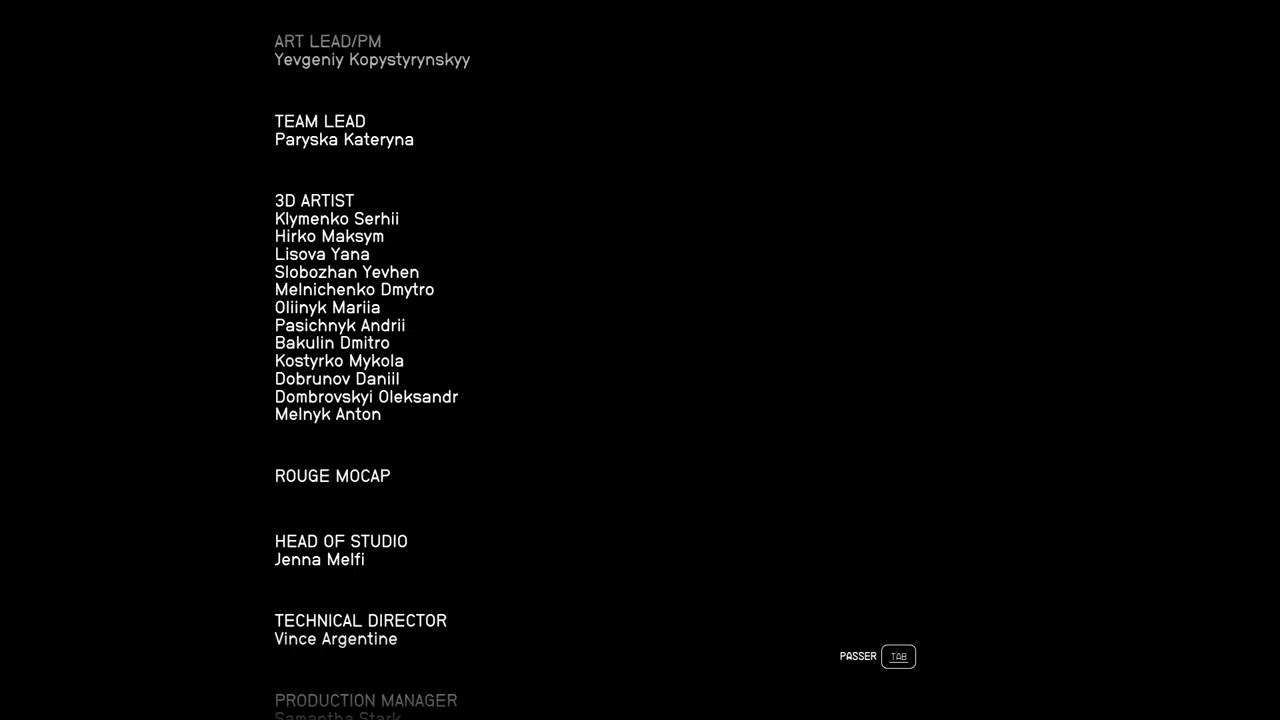 ART LEAD/PM
Yevgeniy Kopystyrynskyy
TEAM LEAD
Paryska Kateryna
3D ARTIST
Klymenko Serhii
Hirko Maksym
Lisova Yana
Slobozhan Yevhen
Melnichenko Dmytro
Oliinyk Mariia
Pasichnyk Andrii
Bakulin Dmitro
Kostyrko Mykola
Dobrunov Daniil
Dombrovskyi Oleksandr
Melnyk Anton
ROUGE MOCAP
HEAD OF STUDIO
Jenna Melfi
TECHNICAL DIRECTOR
Vince Argentine
PASSER TAB
PRODUCTION MANAGER
Samantha Stark